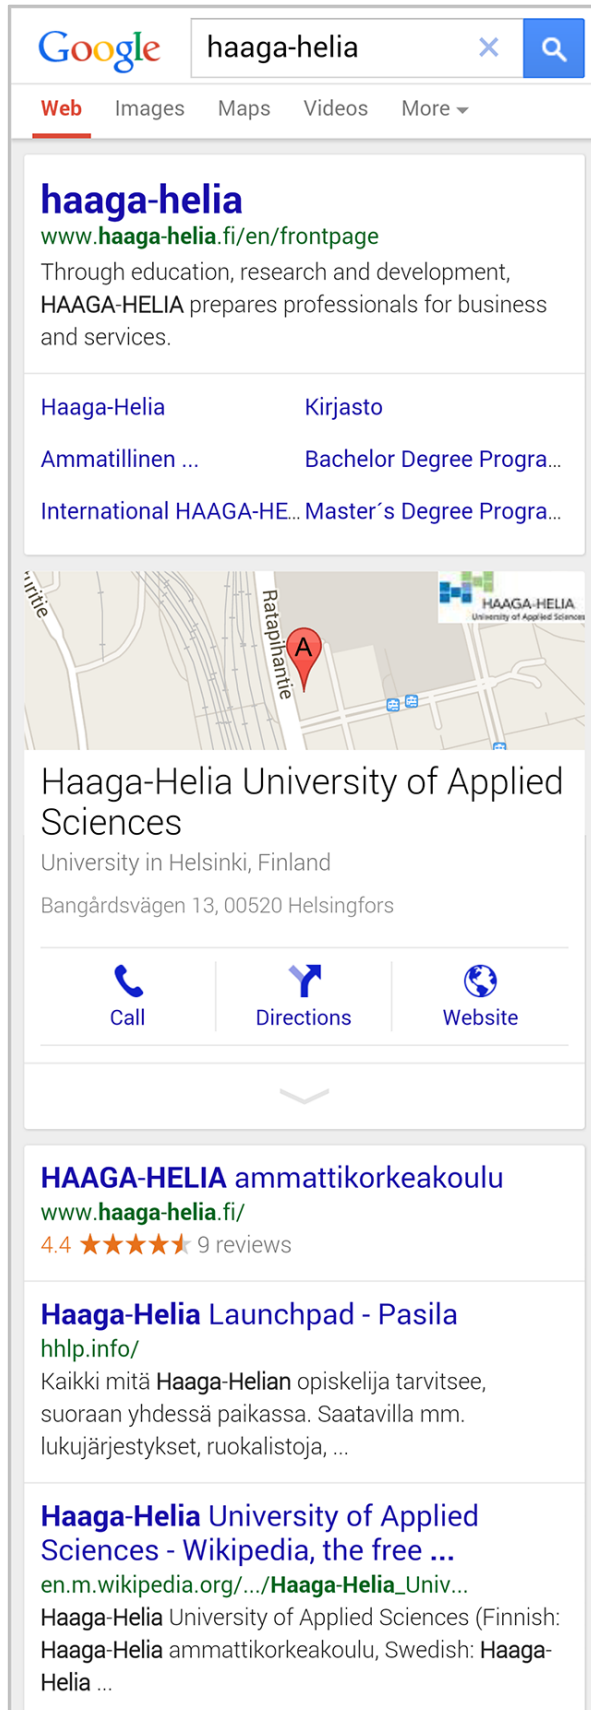 Google haaga-helia
Web Images Maps Videos More
haaga-helia
www.haaga-helia.fi/en/frontpage
Through education, research and development,
HAAGA-HELIA prepares professionals for business
and services.
Haaga-Helia Kirjasto
Ammatillinen ... Bachelor Degree Progra...
International HAAGA-HE... Master´s Degree Progra...
uritie
Ratapihantie
A
HAAGA-HELIA
University of Applied Sciences
Haaga-Helia University of Applied
Sciences
University in Helsinki, Finland
Bangårdsvägen 13, 00520 Helsingfors
Call Directions Website
HAAGA-HELIA ammattikorkeakoulu
www.haaga-helia.fi/
4.4 9 reviews
Haaga-Helia Launchpad - Pasila
hhlp.info/
Kaikki mitä Haaga-Helian opiskelija tarvitsee,
suoraan yhdessä paikassa. Saatavilla mm.
lukujärjestykset, ruokalistoja, ...
Haaga-Helia University of Applied
Sciences - Wikipedia, the free ...
en.m.wikipedia.org/.../Haaga-Helia_Univ...
Haaga-Helia University of Applied Sciences (Finnish:
Haaga-Helia ammattikorkeakoulu, Swedish: Haaga-
Helia ...